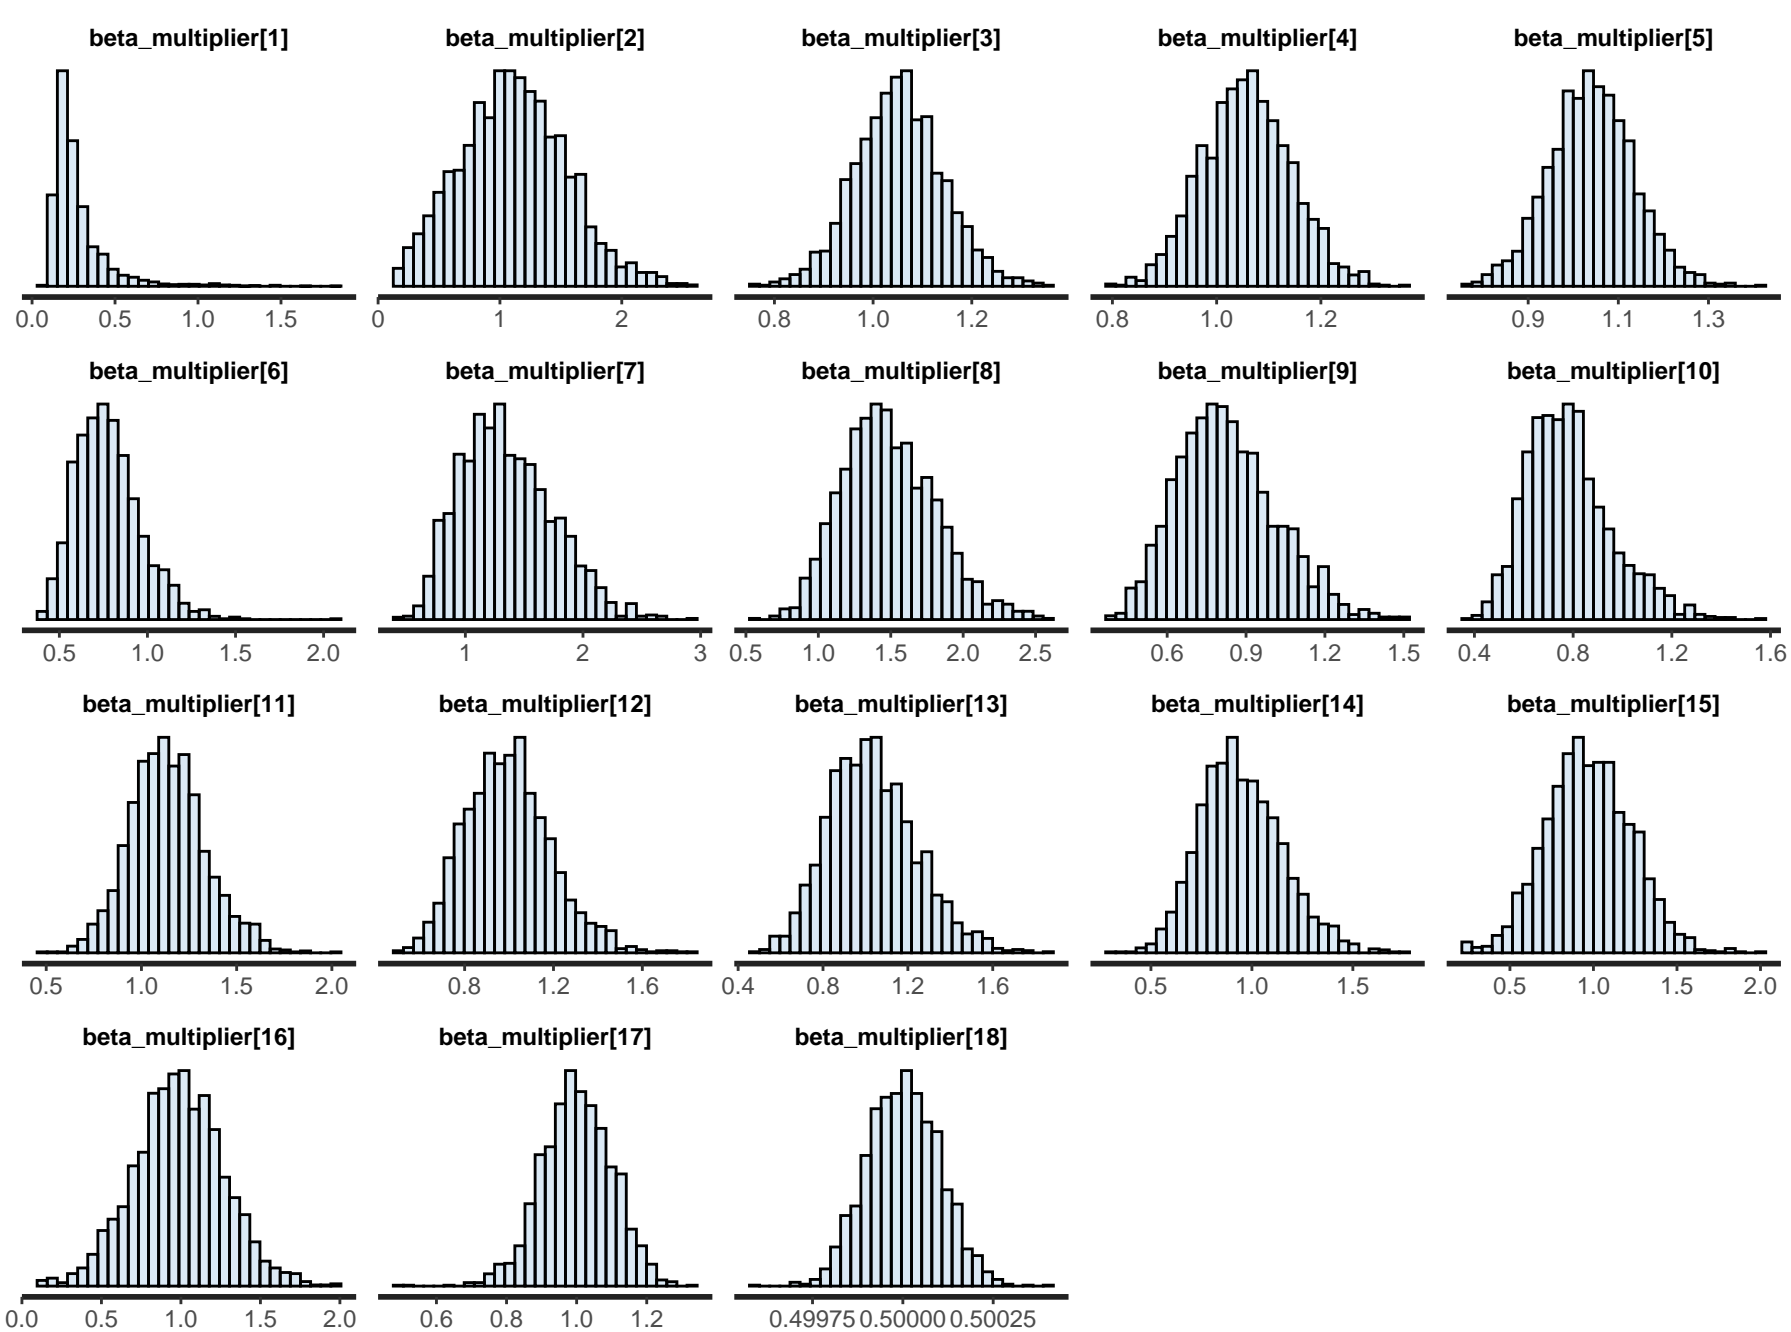 beta_multiplier[1] beta_multiplier[2] beta_multiplier[3] beta_multiplier[4] beta_multiplier[5]
0.0 0.5 1.0 1.5 0 1 2 0.8 1.0 1.2 0.8 1.0 1.2 0.9 1.1 1.3
beta_multiplier[6] beta_multiplier[7] beta_multiplier[8] beta_multiplier[9] beta_multiplier[10]
0.5 1.0 1.5 2.0 1 2 3 0.5 1.0 1.5 2.0 2.5 0.6 0.9 1.2 1.5 0.4 0.8 1.2 1.6
beta_multiplier[11] beta_multiplier[12] beta_multiplier[13] beta_multiplier[14] beta_multiplier[15]
0.5 1.0 1.5 2.0 0.8 1.2 1.6 0.4 0.8 1.2 1.6 0.5 1.0 1.5 0.5 1.0 1.5 2.0
beta_multiplier[16] beta_multiplier[17] beta_multiplier[18]
0.0 0.5 1.0 1.5 2.0 0.6 0.8 1.0 1.2 0.49975 0.50000 0.50025